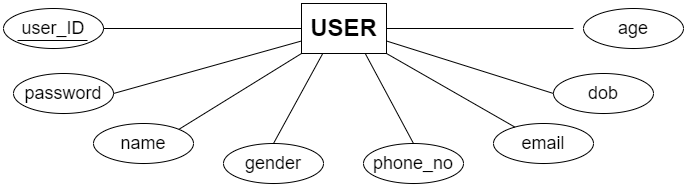 USER
user_ID
age
password
dob
name
email
gender
phone_no